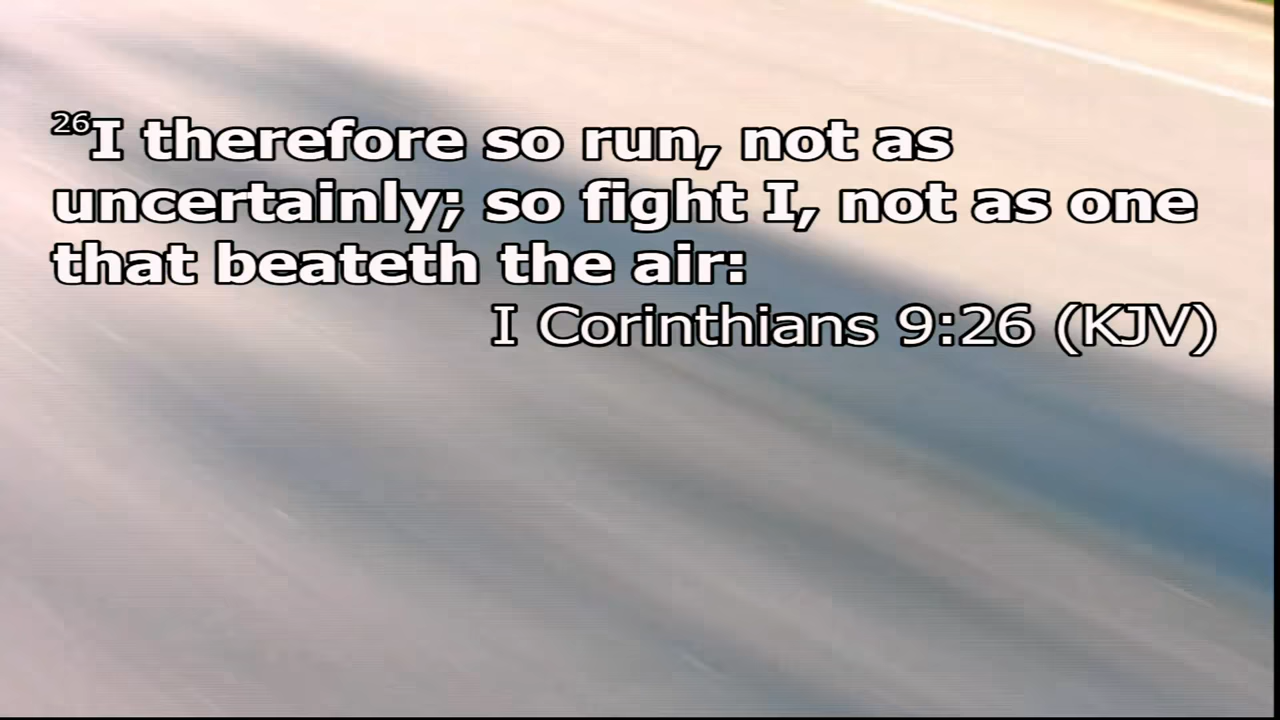 26I therefore so run, not as
uncertainly; so fight I, not as one
that beateth the air:
I Corinthians 9:26 (KJV)